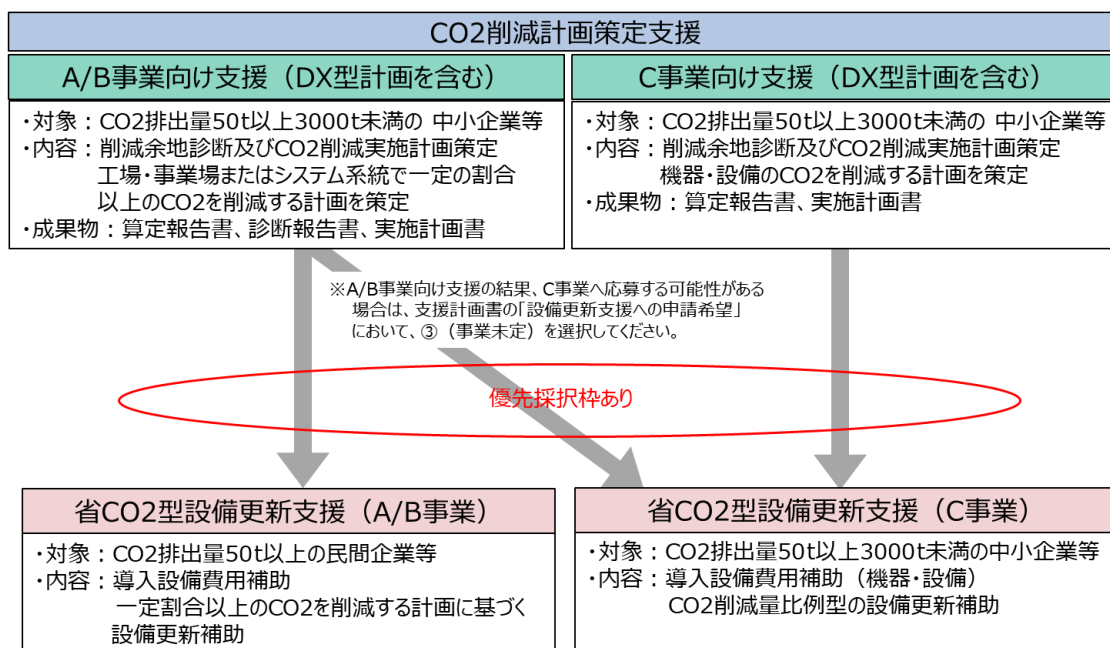 CO2削減計画策定支援
A/B事業向け支援（DX型計画を含む）
・対象：CO2排出量50t以上3000t未満の 中小企業等
・内容：削減余地診断及びCO2削減実施計画策定
工場・事業場またはシステム系統で一定の割合
以上のCO2を削減する計画を策定
・成果物：算定報告書、診断報告書、実施計画書
C事業向け支援（DX型計画を含む）
・対象：CO2排出量50t以上3000t未満の 中小企業等
・内容：削減余地診断及びCO2削減実施計画策定
機器・設備のCO2を削減する計画を策定
・成果物：算定報告書、実施計画書
※A/B事業向け支援の結果、C事業へ応募する可能性がある
場合は、支援計画書の「設備更新支援への申請希望」
において、③（事業未定）を選択してください。
優先採択枠あり
省CO2型設備更新支援（A/B事業）
・対象：CO2排出量50t以上の民間企業等
・内容：導入設備費用補助
一定割合以上のCO2を削減する計画に基づく
設備更新補助
省CO2型設備更新支援（C事業）
・対象：CO2排出量50t以上3000t未満の中小企業等
・内容：導入設備費用補助（機器・設備）
CO2削減量比例型の設備更新補助